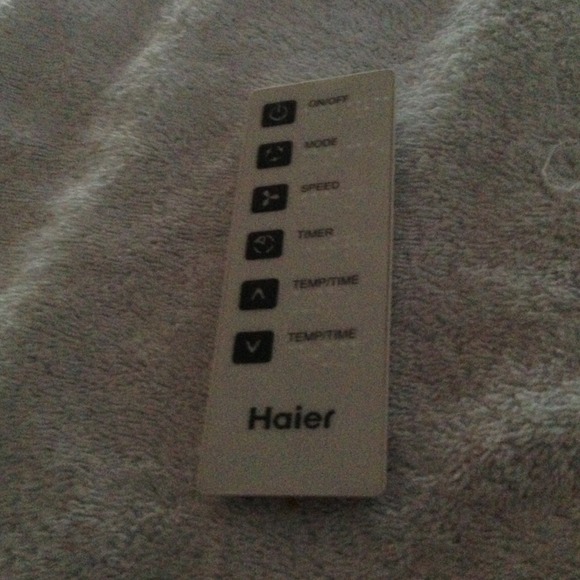 ON/OFF
MODE
SPEED
TIMER
TEMP/TIME
TEMP/TIME
Haier